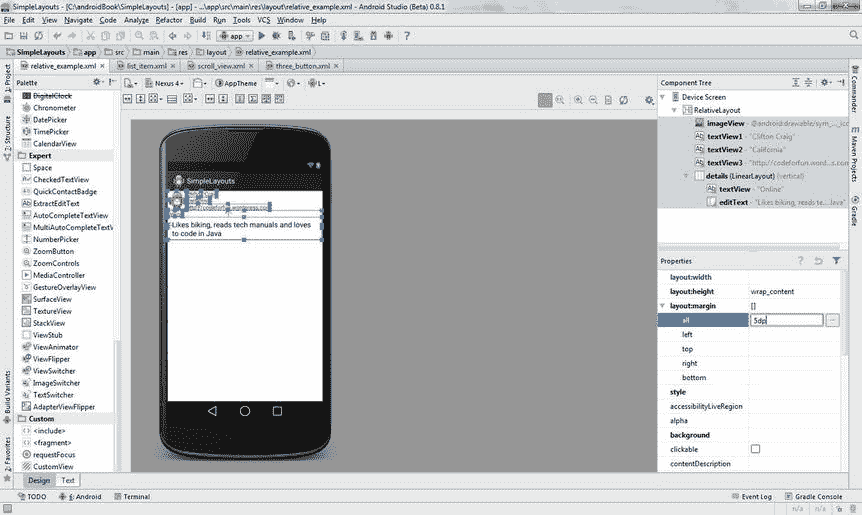 SimpleLayouts - [C:\androidBook\SimpleLayouts] - [app] - ...\app\src\main\res\layout\relative_example.xml - Android Studio (Beta) 0.8.1
File Edit View Navigate Code Analyze Refactor Build Run Tools VCS Window Help
app
SimpleLayouts app src main res layout relative_example.xml
relative_example.xml list_item.xml scroll_view.xml three_button.xml
1: Project
2: Structure
Build Variants
2: Favorites
Palette
DigitalClock
Chronometer
DatePicker
TimePicker
CalendarView
Expert
Space
CheckedTextView
QuickContactBadge
ExtractEditText
AutoCompleteTextView
MultiAutoCompleteTextView
NumberPicker
ZoomButton
ZoomControls
MediaController
GestureOverlayView
SurfaceView
TextureView
StackView
ViewStub
ViewAnimator
ViewFlipper
ViewSwitcher
ImageSwitcher
TextSwitcher
AdapterViewFlipper
Custom
<include>
<fragment>
requestFocus
CustomView
Nexus 4 AppTheme L
SimpleLayouts
Likes biking, reads tech manuals and loves
to code in Java
Component Tree
Device Screen
RelativeLayout
imageView - @android:drawable/sym_
textView1 - "Clifton Craig"
textView2 - "California"
textView3 - "http://codeforfun.word
details (LinearLayout) (vertical)
textView - "Online"
editText - "Likes biking, reads te...Java"
Properties
layout:width
layout:height wrap_content
layout:margin []
all 5dp
left
top
right
bottom
style
accessibilityLiveRegion
alpha
background
clickable
contentDescription
Commander
Maven Projects
Gradle
Design Text
TODO 6: Android Terminal Event Log Gradle Console
n/a n/a